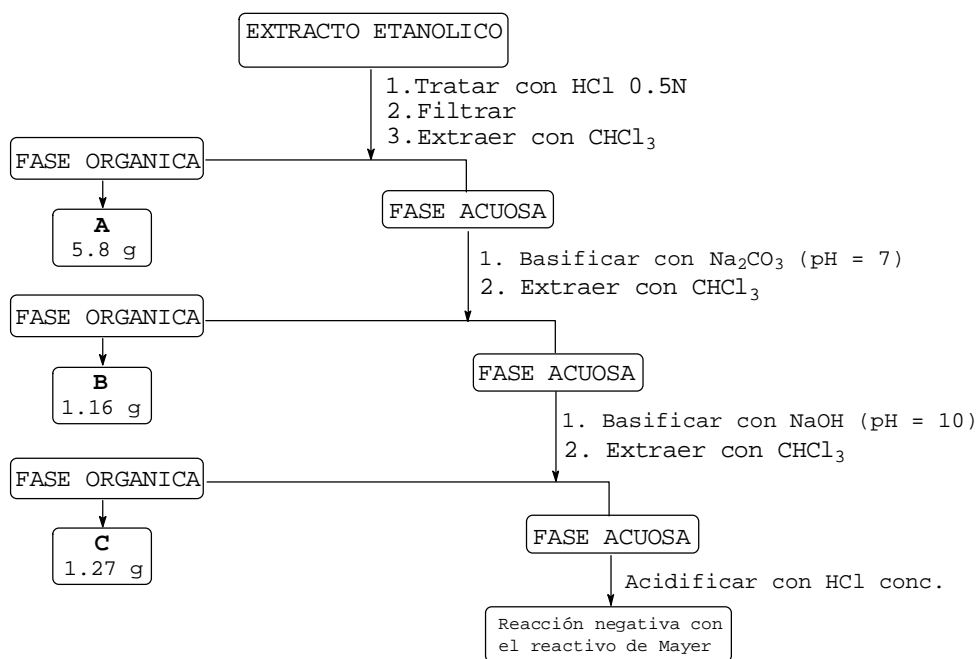 EXTRACTO ETANOLICO
1.Tratar con HCl 0.5N
2.Filtrar
3.Extraer con CHCl3
FASE ORGANICA
A
5.8 g
FASE ACUOSA
1. Basificar con Na2CO3 (pH = 7)
2. Extraer con CHCl3
FASE ORGANICA
B
1.16 g
FASE ACUOSA
1. Basificar con NaOH (pH = 10)
2. Extraer con CHCl3
FASE ORGANICA
C
1.27 g
FASE ACUOSA
Acidificar con HCl conc.
Reacción negativa con
el reactivo de Mayer